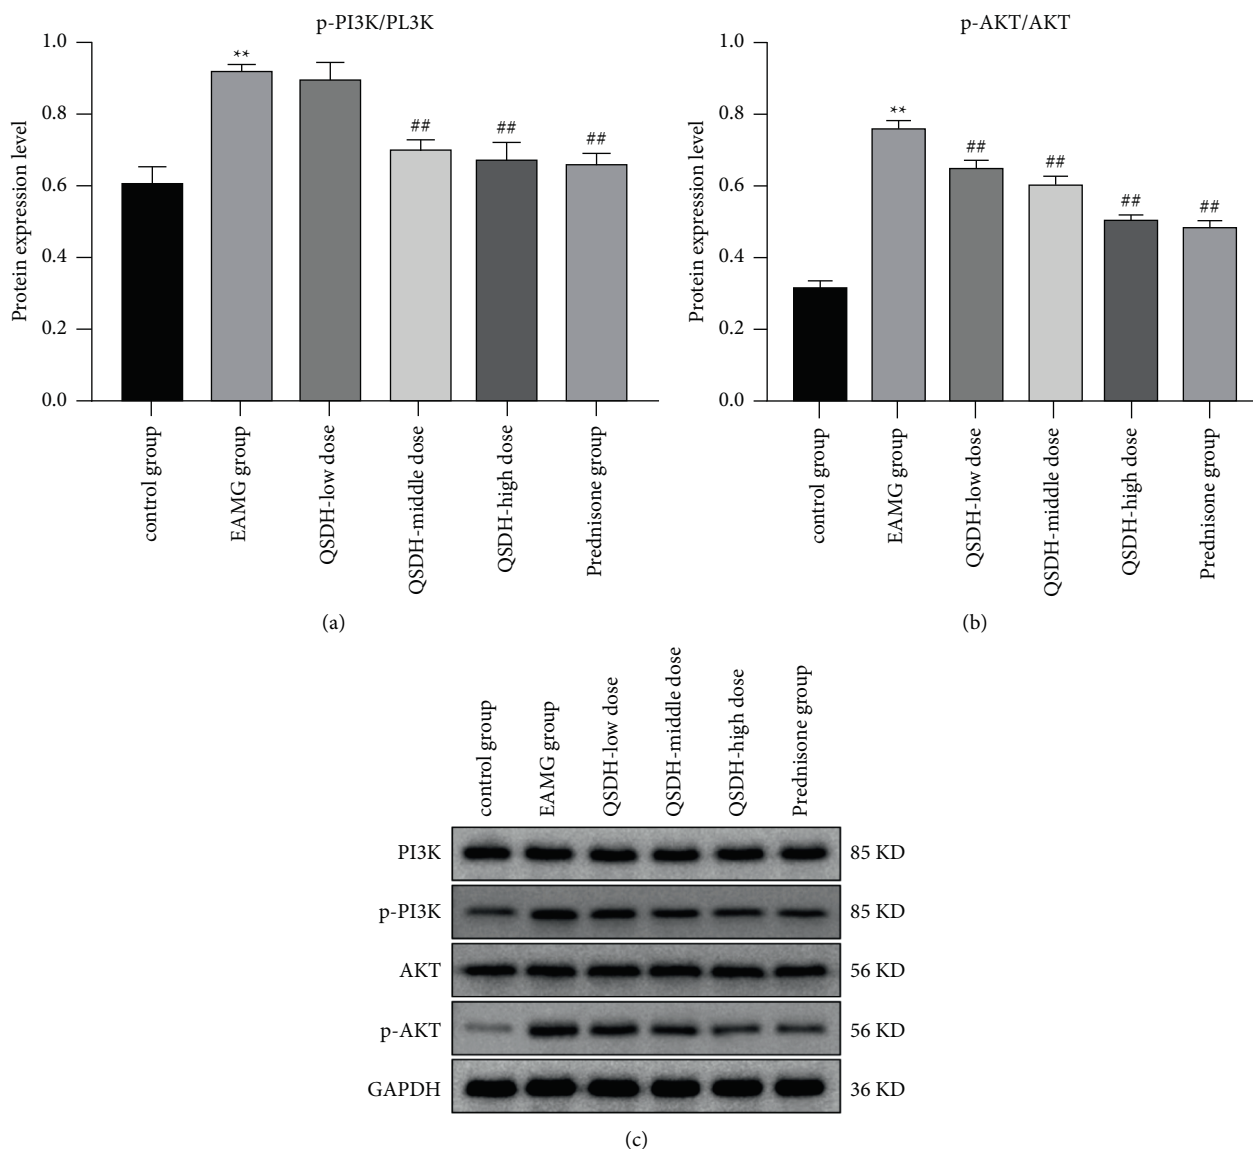 p-PI3K/PL3K
Protein expression level
1.0
0.8
0.6
0.4
0.2
0.0
**
##
##
##
control group
EAMG group
QSDH-low dose
QSDH-middle dose
QSDH-high dose
Prednisone group
(a)
p-AKT/AKT
Protein expression level
1.0
0.8
0.6
0.4
0.2
0.0
**
##
##
##
##
control group
EAMG group
QSDH-low dose
QSDH-middle dose
QSDH-high dose
Prednisone group
(b)
control group
EAMG group
QSDH-low dose
QSDH-middle dose
QSDH-high dose
Prednisone group
PI3K 85 KD
p-PI3K 85 KD
AKT 56 KD
p-AKT 56 KD
GAPDH 36 KD
(c)